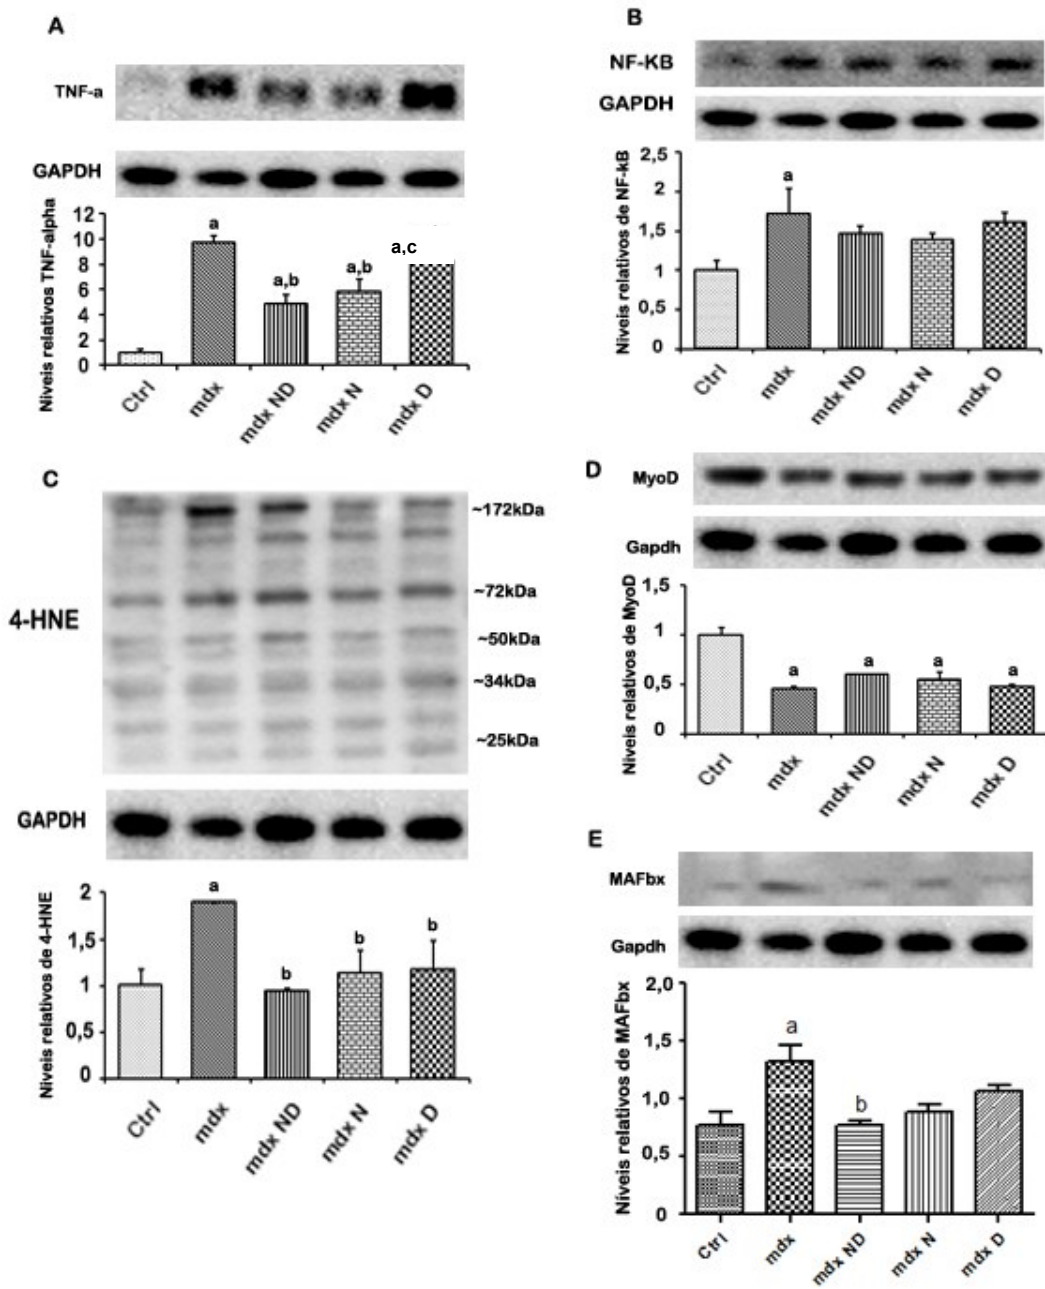 A
TNF-a
GAPDH
Níveis relativos TNF-alpha
12
10
8
6
4
2
0
a
a,b
a,b
a,c
Ctrl
mdx
mdx ND
mdx N
mdx D
B
NF-KB
GAPDH
Níveis relativos de NF-kB
2,5
2
1,5
1
0,5
0
a
Ctrl
mdx
mdx ND
mdx N
mdx D
C
4-HNE
~172kDa
~72kDa
~50kDa
~34kDa
~25kDa
GAPDH
Níveis relativos de 4-HNE
2
1,5
1
0,5
0
a
b
b
b
Ctrl
mdx
mdx ND
mdx N
mdx D
D
MyoD
Gapdh
Níveis relativos de MyoD
1,5
1
0,5
0
a
a
a
a
Ctrl
mdx
mdx ND
mdx N
mdx D
E
MAFbx
Gapdh
Níveis relativos de MAFbx
2,0
1,5
1,0
0,5
0
a
b
Ctrl
mdx
mdx ND
mdx N
mdx D